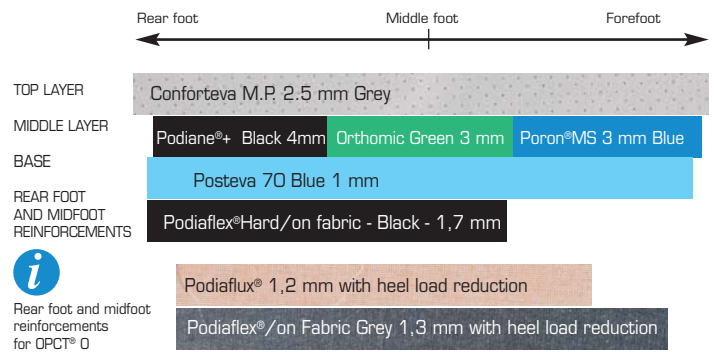 Rear foot Middle foot Forefoot
TOP LAYER
Conforteva M.P. 2.5 mm Grey
MIDDLE LAYER
Podiane®+ Black 4mm Orthomic Green 3 mm Poron®MS 3 mm Blue
BASE
Posteva 70 Blue 1 mm
REAR FOOT
AND MIDFOOT
REINFORCEMENTS
Podiaflex®Hard/on fabric - Black - 1,7 mm
i
Rear foot and midfoot
reinforcements
for OPCT® O
Podiaflux® 1,2 mm with heel load reduction
Podiaflex®/on Fabric Grey 1,3 mm with heel load reduction